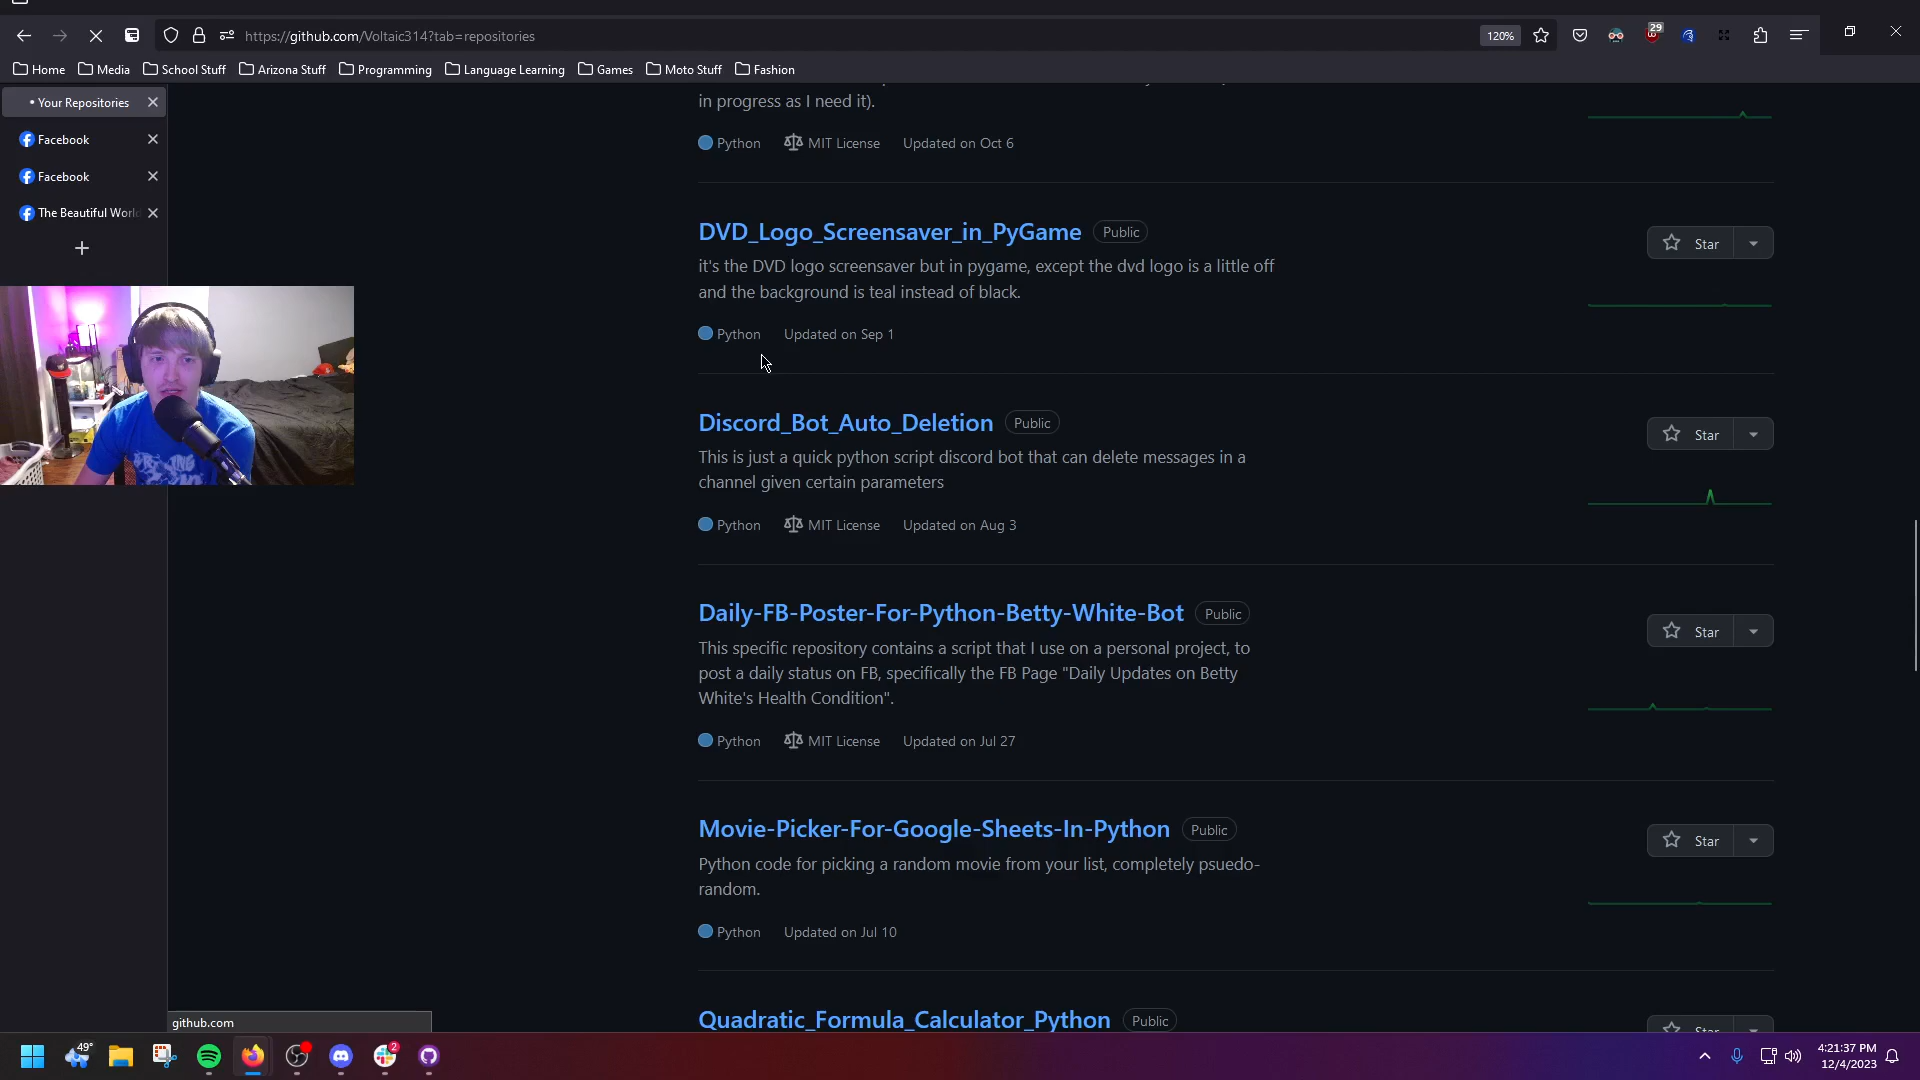 https://github.com/Voltaic314?tab=repositories
120%
29
Home Media School Stuff Arizona Stuff Programming Language Learning Games Moto Stuff Fashion
• Your Repositories
Facebook
Facebook
The Beautiful World
in progress as I need it).
Python MIT License Updated on Oct 6
DVD_Logo_Screensaver_in_PyGame Public
Star
it's the DVD logo screensaver but in pygame, except the dvd logo is a little off
and the background is teal instead of black.
Python Updated on Sep 1
Discord_Bot_Auto_Deletion Public
Star
This is just a quick python script discord bot that can delete messages in a
channel given certain parameters
Python MIT License Updated on Aug 3
Daily-FB-Poster-For-Python-Betty-White-Bot Public
Star
This specific repository contains a script that I use on a personal project, to
post a daily status on FB, specifically the FB Page "Daily Updates on Betty
White's Health Condition".
Python MIT License Updated on Jul 27
Movie-Picker-For-Google-Sheets-In-Python Public
Star
Python code for picking a random movie from your list, completely psuedo-
random.
Python Updated on Jul 10
Quadratic_Formula_Calculator_Python Public
Star
github.com
49°
2
4:21:37 PM
12/4/2023